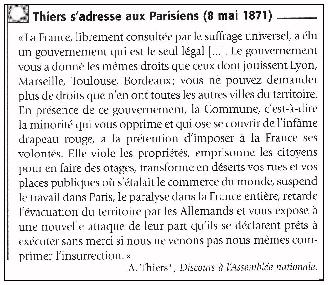 Thiers s'adresse aux Parisiens (8 mai 1871)
«La France, librement consultée par le suffrage universel, a élu
un gouvernement qui est le seul légal [... . Le gouvernement
vous a donné les mêmes droits que ceux dont jouissent Lyon,
Marseille, Toulouse, Bordeaux; vous ne pouvez demander
plus de droits que n'en ont toutes les autres villes du territoire.
En présence de ce gouvernement, la Commune, c'est-à-dire
la minorité qui vous opprime et qui ose se couvrir de l'infâme
drapeau rouge, a la prétention d'imposer à la France ses
volontés. Elle viole les propriétés, emprisonne les citoyens
pour en faire des otages, transforme en déserts vos rues et vos
places publiques où s'étalait le commerce du monde, suspend
le travail dans Paris, le paralyse dans la France entière, retarde
l'évacuation du territoire par les Allemands et vous expose à
une nouvelle attaque de leur part qu'ils se déclarent prêts à
exécuter sans merci si nous ne venons pas nous mêmes com-
primer l'insurrection.»
A. Thiers*, Discours à l'Assemblée nationale.